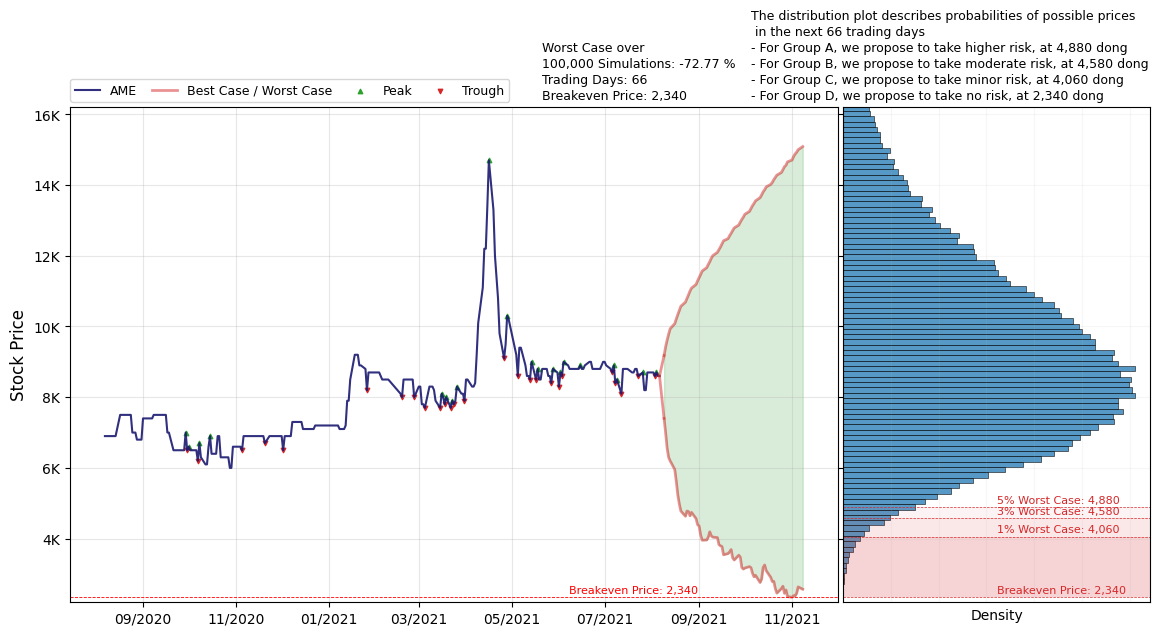 The distribution plot describes probabilities of possible prices
in the next 66 trading days
- For Group A, we propose to take higher risk, at 4,880 dong
- For Group B, we propose to take moderate risk, at 4,580 dong
- For Group C, we propose to take minor risk, at 4,060 dong
- For Group D, we propose to take no risk, at 2,340 dong
Worst Case over
100,000 Simulations: -72.77 %
Trading Days: 66
Breakeven Price: 2,340
AME
Best Case / Worst Case
Peak
Trough
Stock Price
16K
14K
12K
10K
8K
6K
4K
Breakeven Price: 2,340
09/2020
11/2020
01/2021
03/2021
05/2021
07/2021
09/2021
11/2021
5% Worst Case: 4,880
3% Worst Case: 4,580
1% Worst Case: 4,060
Breakeven Price: 2,340
Density